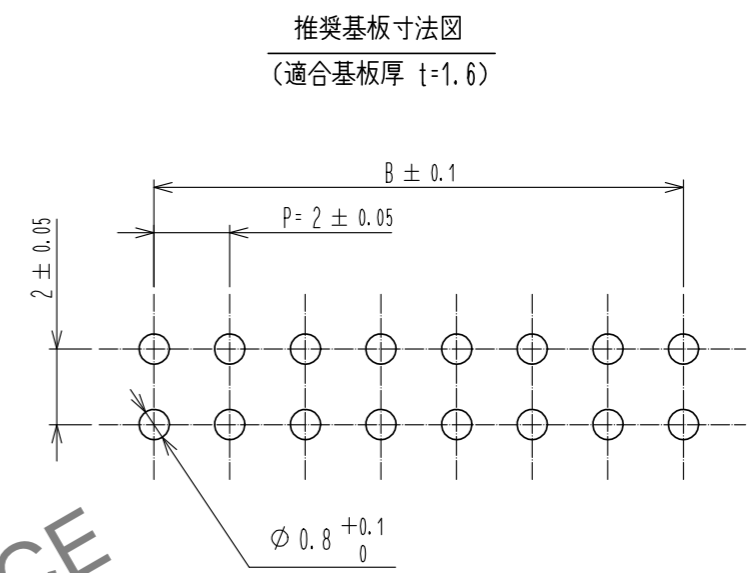 推奨基板寸法図
(適合基板厚 t=1.6)
B ± 0.1
P= 2 ± 0.05
2 ± 0.05
Ø 0.8 +0.1
0
CE